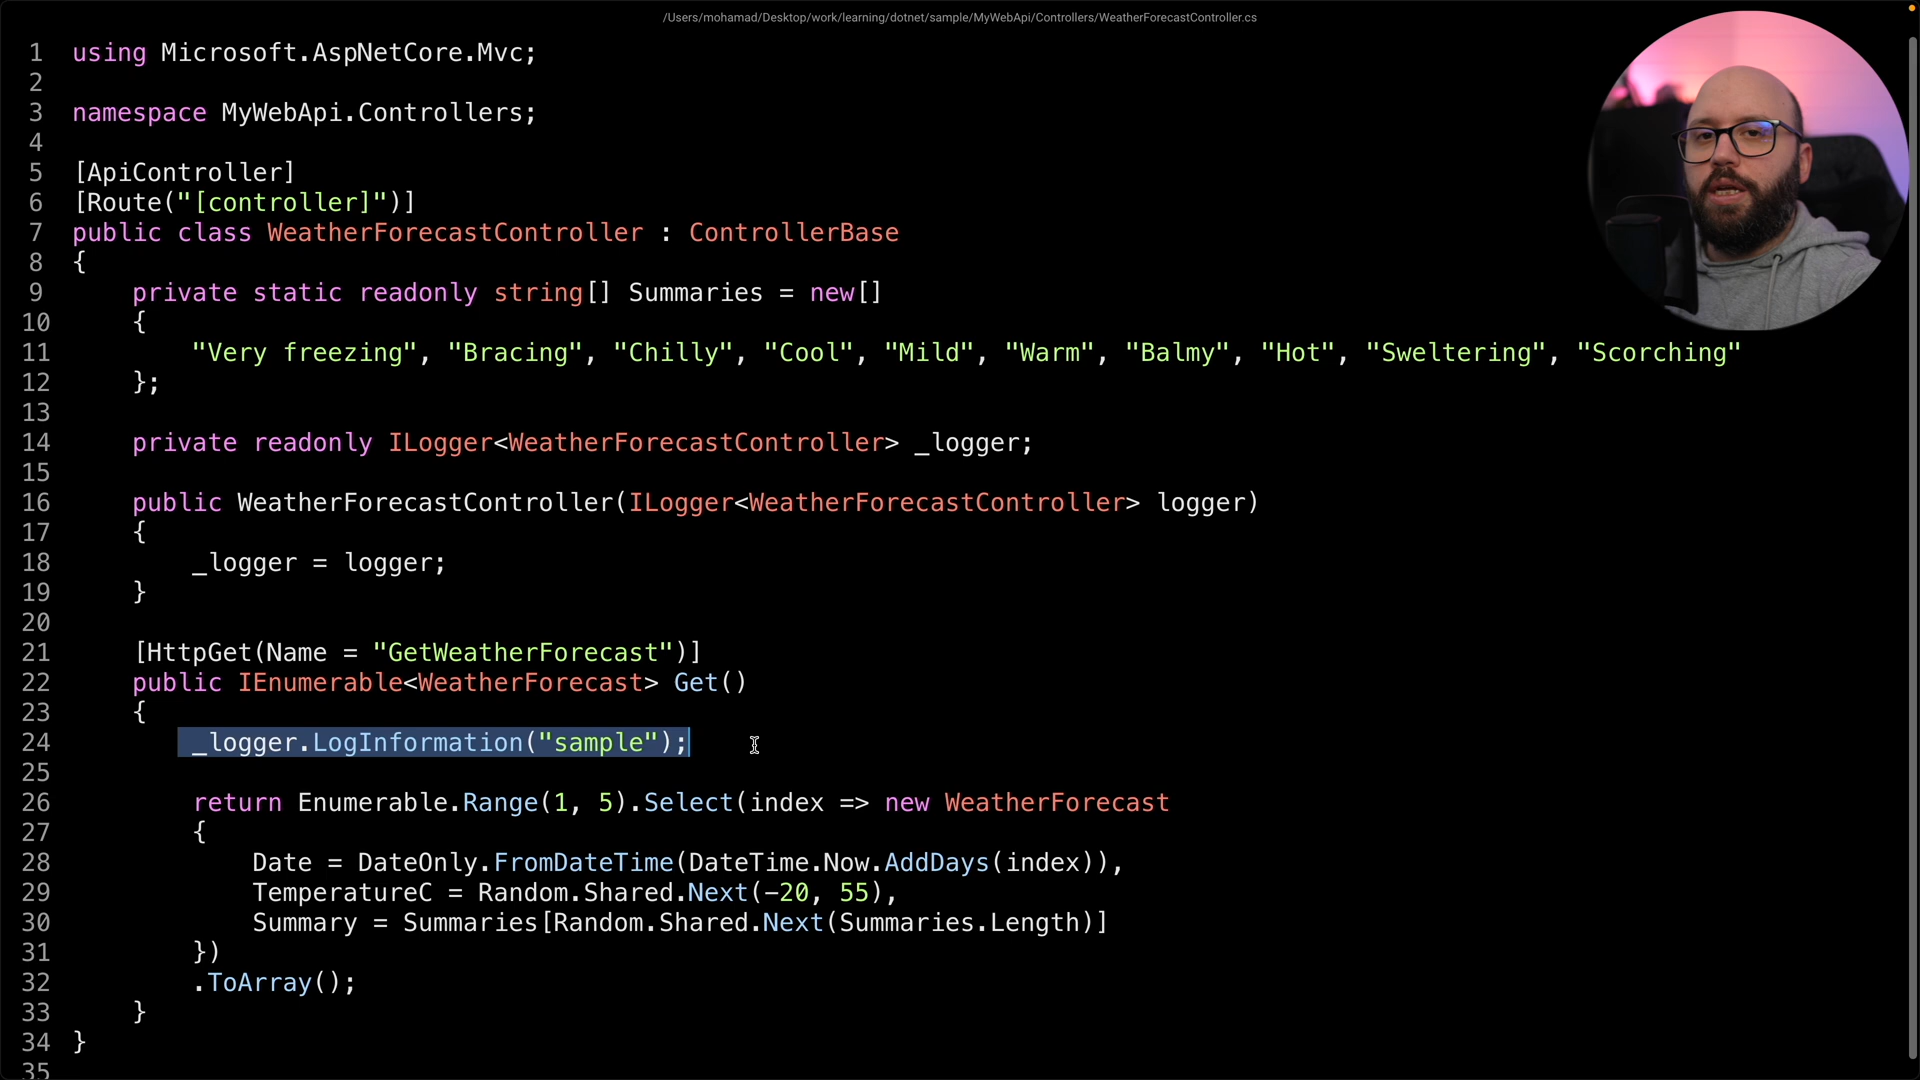 /Users/mohamad/Desktop/work/learning/dotnet/sample/MyWebApi/Controllers/WeatherForecastController.cs
1 using Microsoft.AspNetCore.Mvc;
2
3 namespace MyWebApi.Controllers;
4
5 [ApiController]
6 [Route("[controller]")]
7 public class WeatherForecastController : ControllerBase
8 {
9     private static readonly string[] Summaries = new[]
10     {
11         "Very freezing", "Bracing", "Chilly", "Cool", "Mild", "Warm", "Balmy", "Hot", "Sweltering", "Scorching"
12     };
13
14     private readonly ILogger<WeatherForecastController> _logger;
15
16     public WeatherForecastController(ILogger<WeatherForecastController> logger)
17     {
18         _logger = logger;
19     }
20
21     [HttpGet(Name = "GetWeatherForecast")]
22     public IEnumerable<WeatherForecast> Get()
23     {
24         _logger.LogInformation("sample");
25
26         return Enumerable.Range(1, 5).Select(index => new WeatherForecast
27         {
28             Date = DateOnly.FromDateTime(DateTime.Now.AddDays(index)),
29             TemperatureC = Random.Shared.Next(-20, 55),
30             Summary = Summaries[Random.Shared.Next(Summaries.Length)]
31         })
32         .ToArray();
33     }
34 }
35